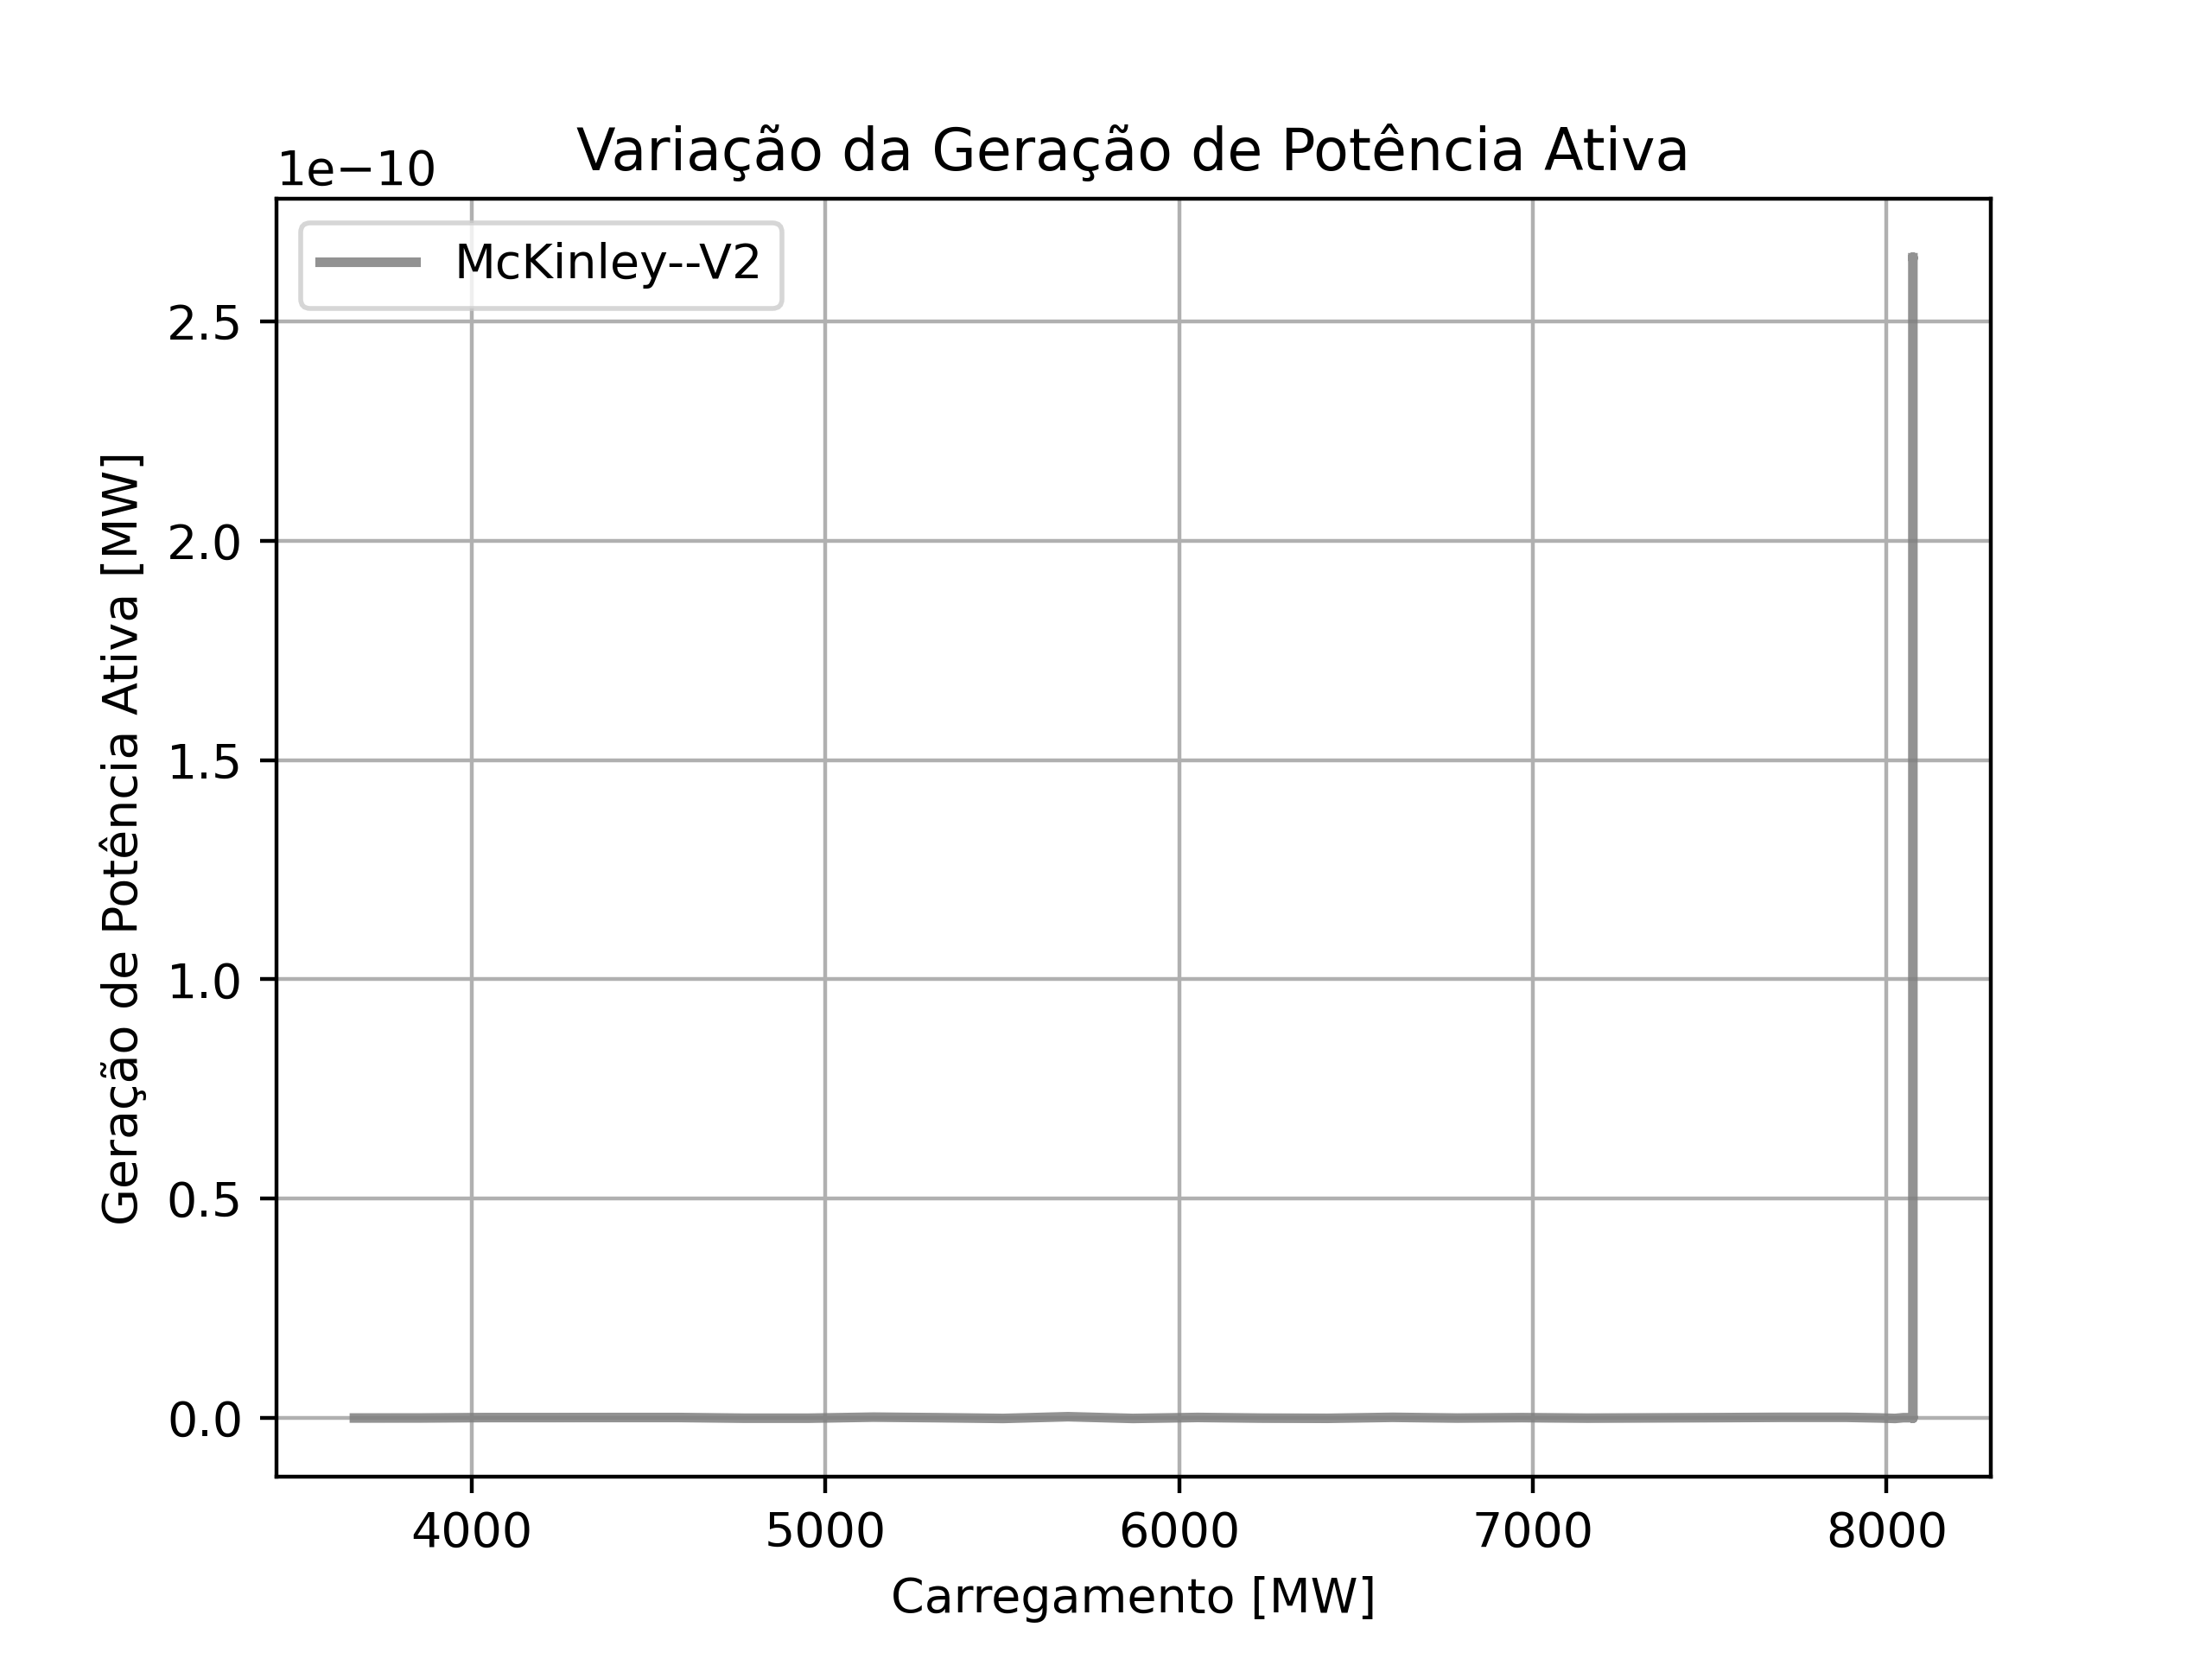 Variação da Geração de Potência Ativa
1e−10
McKinley--V2
Geração de Potência Ativa [MW]
2.5
2.0
1.5
1.0
0.5
0.0
4000 5000 6000 7000 8000
Carregamento [MW]